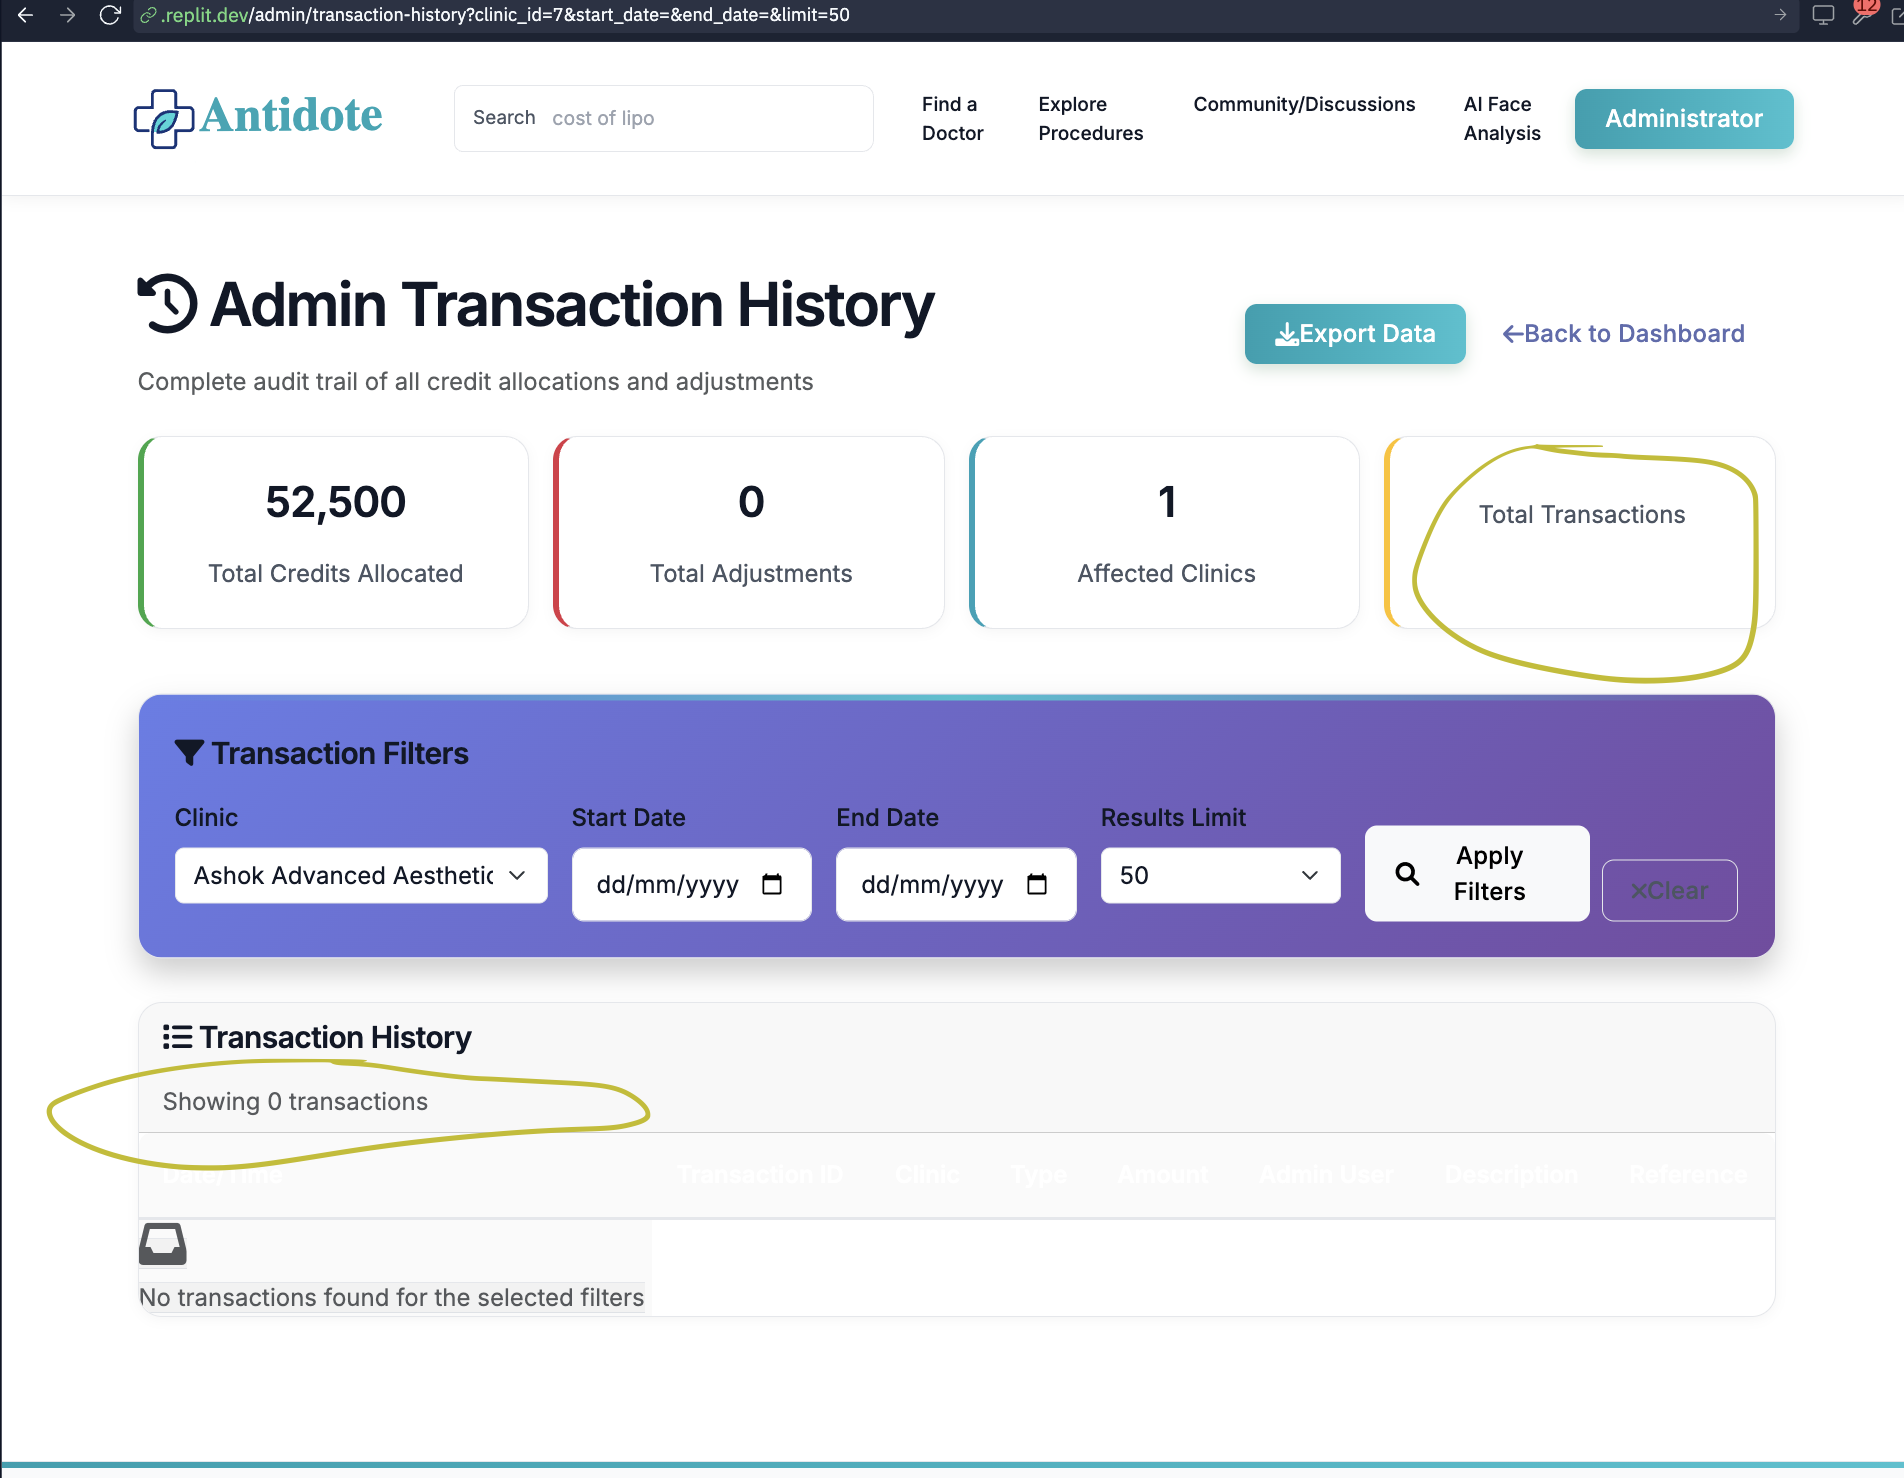 .replit.dev/admin/transaction-history?clinic_id=7&start_date=&end_date=&limit=50
12
Antidote
Search cost of lipo
Find a
Doctor
Explore
Procedures
Community/Discussions
AI Face
Analysis
Administrator
Admin Transaction History
Complete audit trail of all credit allocations and adjustments
Export Data
Back to Dashboard
52,500
Total Credits Allocated
0
Total Adjustments
1
Affected Clinics
Total Transactions
Transaction Filters
Clinic
Start Date
End Date
Results Limit
Ashok Advanced Aesthetic
dd/mm/yyyy
dd/mm/yyyy
50
Apply
Filters
Clear
Transaction History
Showing 0 transactions
Date/Time Transaction ID Clinic Type Amount Admin User Description Reference
No transactions found for the selected filters